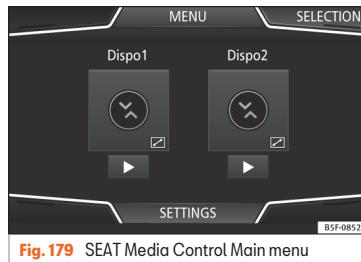 MENU SELECTION
Dispo1 Dispo2
SETTINGS
B5F-0852
Fig. 179 SEAT Media Control Main menu